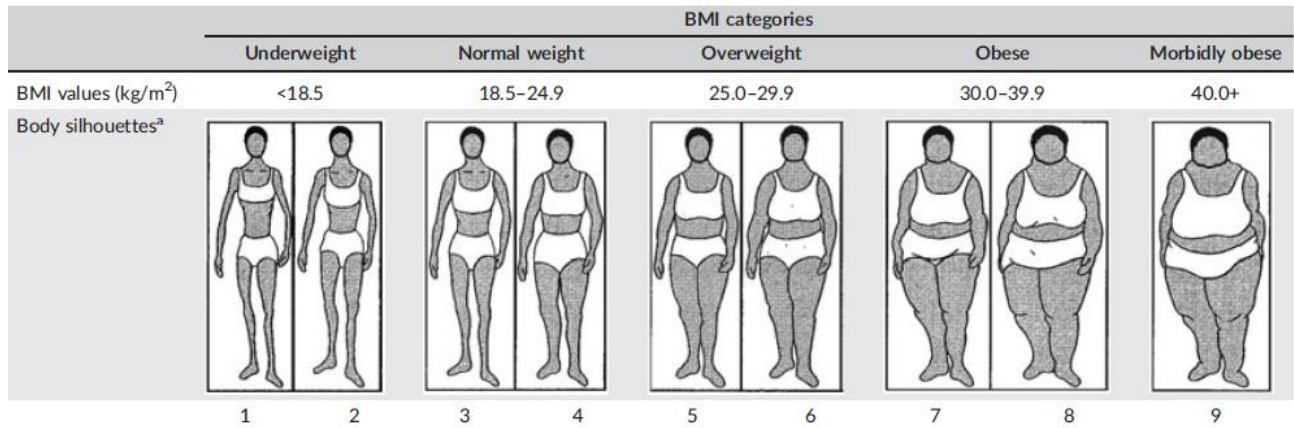 BMI categories
Underweight Normal weight Overweight Obese Morbidly obese
BMI values (kg/m²) <18.5 18.5–24.9 25.0–29.9 30.0–39.9 40.0+
Body silhouettesᵃ
1 2 3 4 5 6 7 8 9